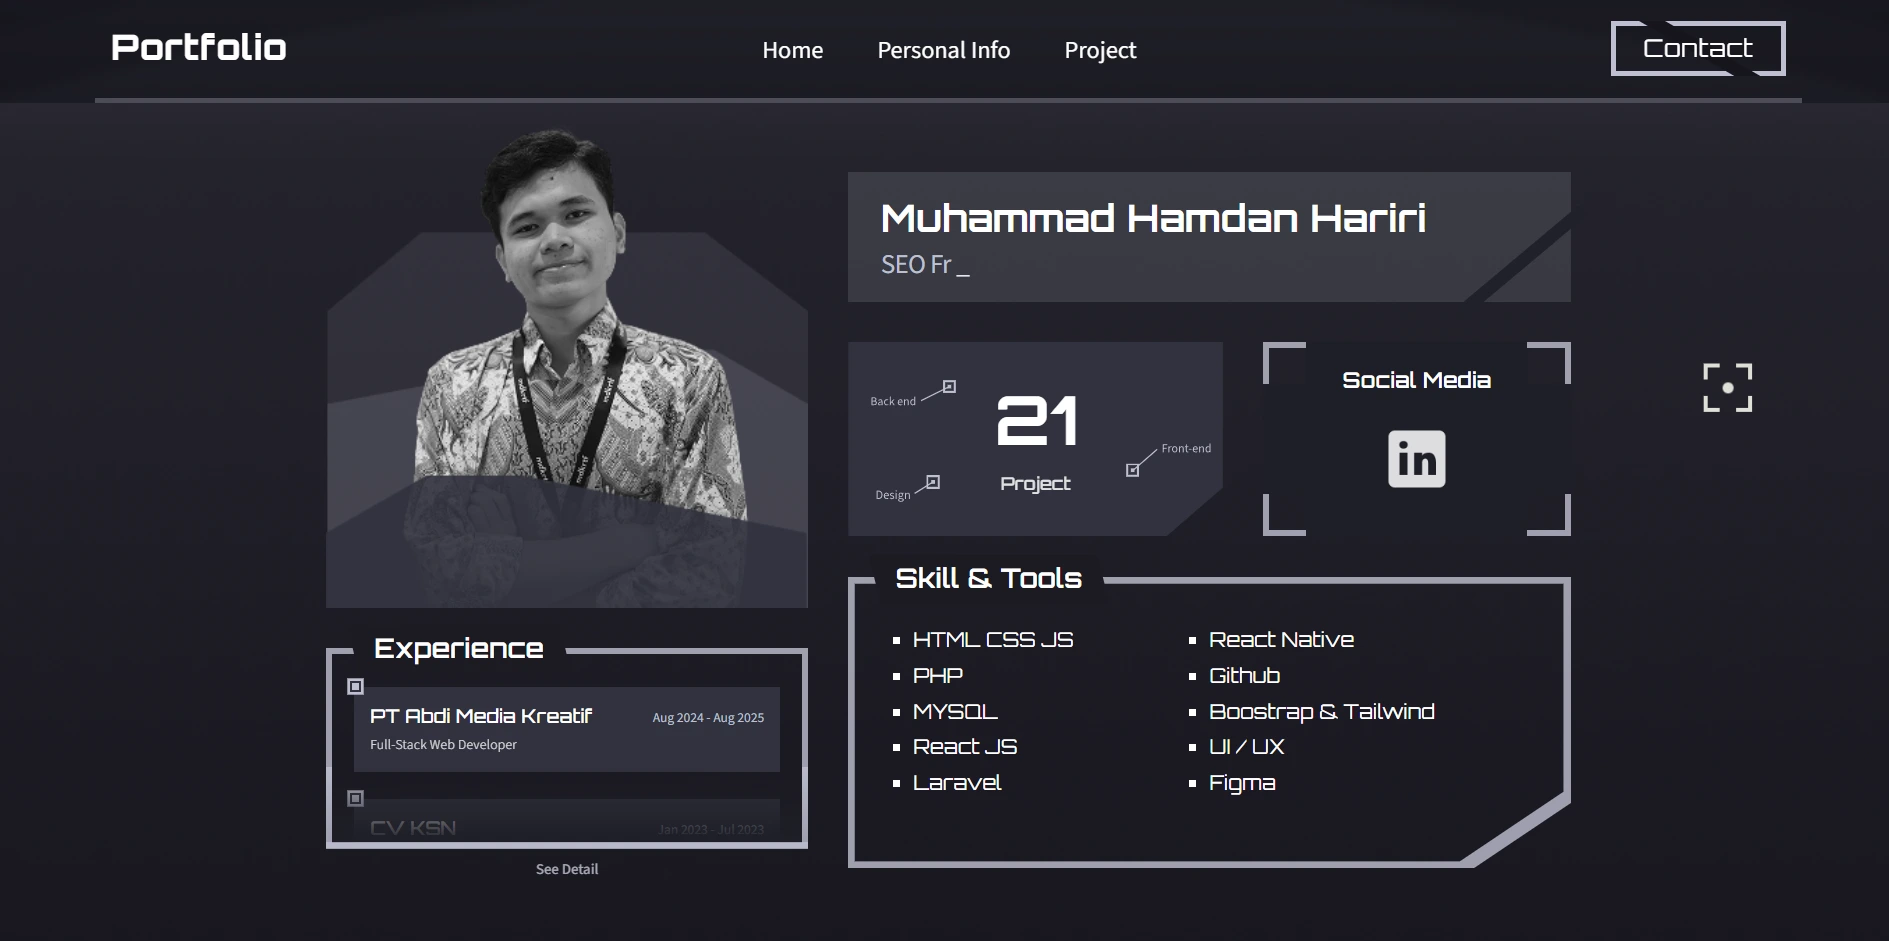 Portfolio
Home
Personal Info
Project
Contact
Muhammad Hamdan Hariri
SEO Fr _
Back end
21
Front-end
Project
Design
Social Media
in
Skill & Tools
HTML CSS JS
PHP
MYSQL
React JS
Laravel
React Native
Github
Boostrap & Tailwind
UI / UX
Figma
Experience
PT Abdi Media Kreatif
Aug 2024 - Aug 2025
Full-Stack Web Developer
CV KSN
Jan 2023 - Jul 2023
See Detail